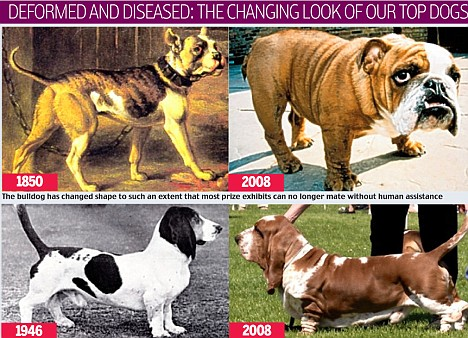 DEFORMED AND DISEASED: THE CHANGING LOOK OF OUR TOP DOGS
1850
2008
The bulldog has changed shape to such an extent that most prize exhibits can no longer mate without human assistance
1946
2008